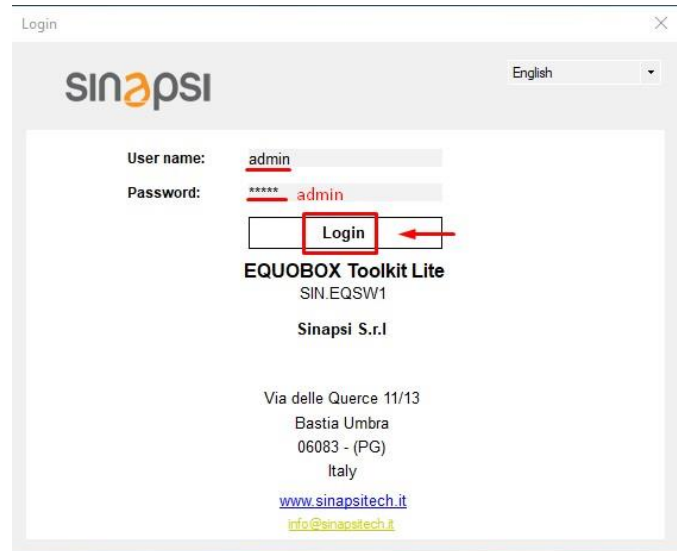 Login
sinapsi
English
User name: admin
Password: ***** admin
Login
EQUOBOX Toolkit Lite
SIN.EQSW1
Sinapsi S.r.l
Via delle Querce 11/13
Bastia Umbra
06083 - (PG)
Italy
www.sinapsitech.it
info@sinapsitech.it